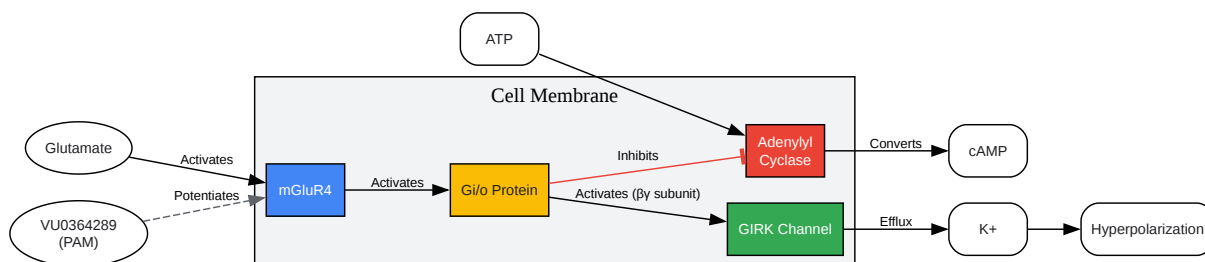 ATP
Cell Membrane
Glutamate
Activates
VU0364289
(PAM)
Potentiates
mGluR4
Activates
Gi/o Protein
Inhibits
Activates (βγ subunit)
Adenylyl
Cyclase
Converts
cAMP
GIRK Channel
Efflux
K+
Hyperpolarization